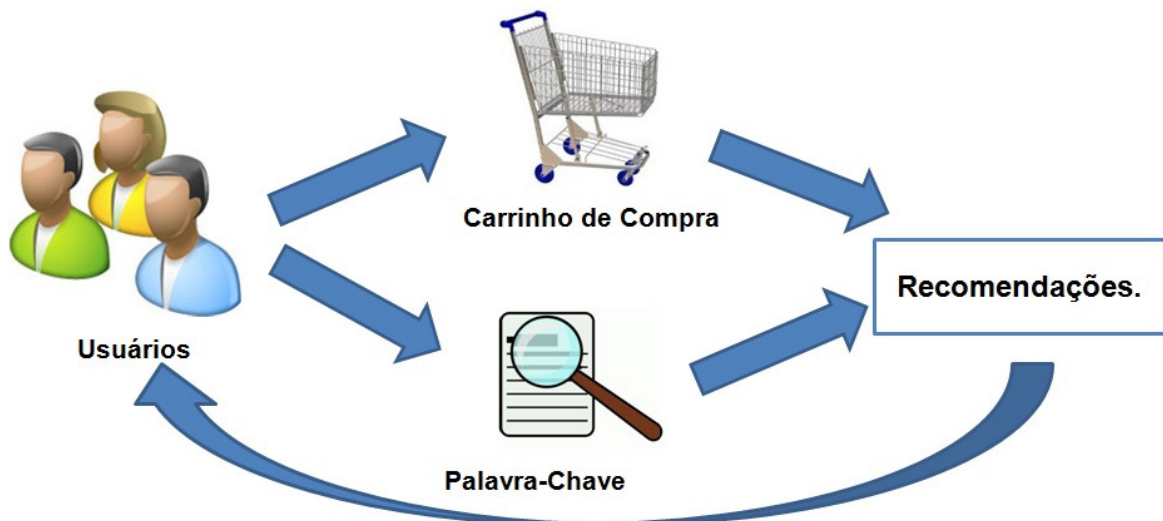 Carrinho de Compra
Recomendações.
Usuários
Palavra-Chave